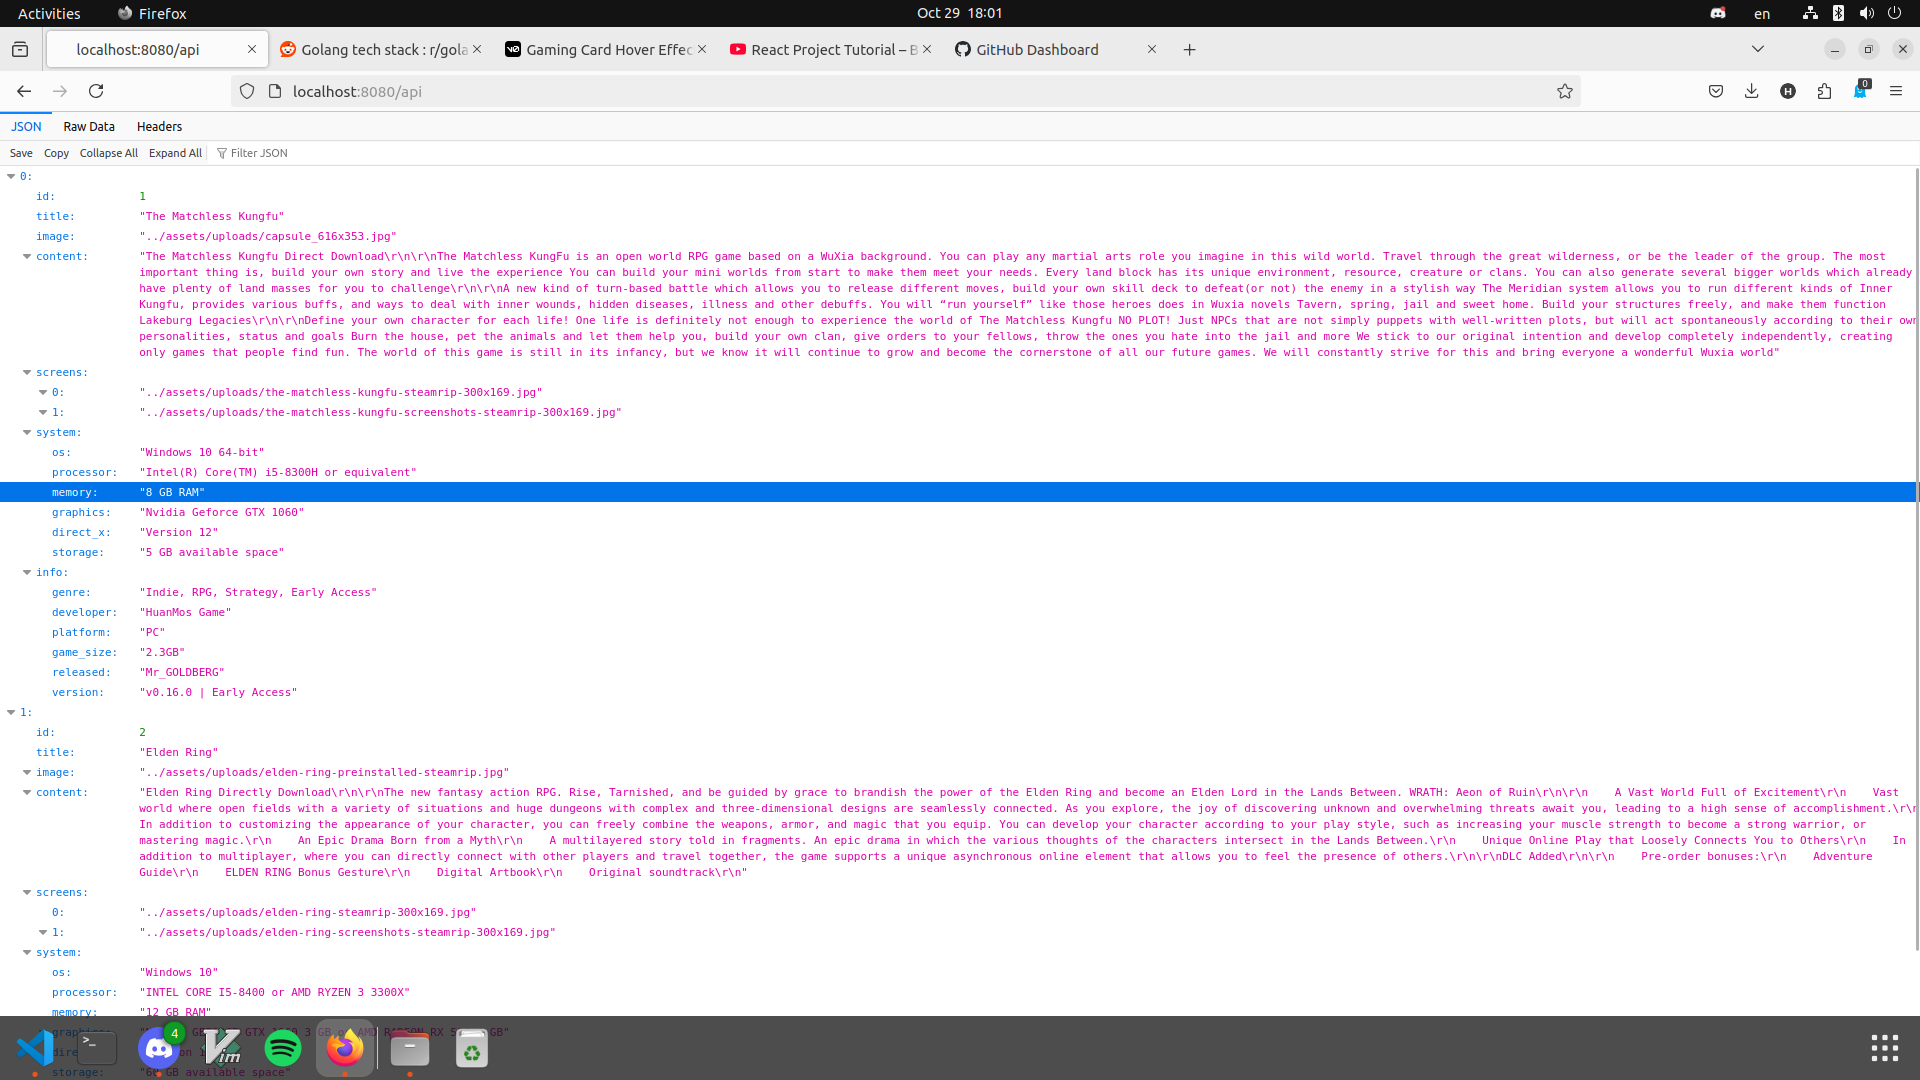 Activities Firefox Oct 29 18:01 en
localhost:8080/api Golang tech stack : r/gola Gaming Card Hover Effec React Project Tutorial – B GitHub Dashboard
localhost:8080/api 0
JSON Raw Data Headers
Save Copy Collapse All Expand All Filter JSON
0:
id: 1
title: "The Matchless Kungfu"
image: "../assets/uploads/capsule_616x353.jpg"
content: "The Matchless Kungfu Direct Download\r\n\r\nThe Matchless KungFu is an open world RPG game based on a WuXia background. You can play any martial arts role you imagine in this wild world. Travel through the great wilderness, or be the leader of the group. The most
important thing is, build your own story and live the experience You can build your mini worlds from start to make them meet your needs. Every land block has its unique environment, resource, creature or clans. You can also generate several bigger worlds which already
have plenty of land masses for you to challenge\r\n\r\nA new kind of turn-based battle which allows you to release different moves, build your own skill deck to defeat(or not) the enemy in a stylish way The Meridian system allows you to run different kinds of Inner
Kungfu, provides various buffs, and ways to deal with inner wounds, hidden diseases, illness and other debuffs. You will “run yourself” like those heroes does in Wuxia novels Tavern, spring, jail and sweet home. Build your structures freely, and make them function
Lakeburg Legacies\r\n\r\nDefine your own character for each life! One life is definitely not enough to experience the world of The Matchless Kungfu NO PLOT! Just NPCs that are not simply puppets with well-written plots, but will act spontaneously according to their own
personalities, status and goals Burn the house, pet the animals and let them help you, build your own clan, give orders to your fellows, throw the ones you hate into the jail and more We stick to our original intention and develop completely independently, creating
only games that people find fun. The world of this game is still in its infancy, but we know it will continue to grow and become the cornerstone of all our future games. We will constantly strive for this and bring everyone a wonderful Wuxia world"
screens:
0: "../assets/uploads/the-matchless-kungfu-steamrip-300x169.jpg"
1: "../assets/uploads/the-matchless-kungfu-screenshots-steamrip-300x169.jpg"
system:
os: "Windows 10 64-bit"
processor: "Intel(R) Core(TM) i5-8300H or equivalent"
memory: "8 GB RAM"
graphics: "Nvidia Geforce GTX 1060"
direct_x: "Version 12"
storage: "5 GB available space"
info:
genre: "Indie, RPG, Strategy, Early Access"
developer: "HuanMos Game"
platform: "PC"
game_size: "2.3GB"
released: "Mr_GOLDBERG"
version: "v0.16.0 | Early Access"
1:
id: 2
title: "Elden Ring"
image: "../assets/uploads/elden-ring-preinstalled-steamrip.jpg"
content: "Elden Ring Directly Download\r\n\r\nThe new fantasy action RPG. Rise, Tarnished, and be guided by grace to brandish the power of the Elden Ring and become an Elden Lord in the Lands Between. WRATH: Aeon of Ruin\r\n\r\n A Vast World Full of Excitement\r\n Vast
world where open fields with a variety of situations and huge dungeons with complex and three-dimensional designs are seamlessly connected. As you explore, the joy of discovering unknown and overwhelming threats await you, leading to a high sense of accomplishment.\r\n
In addition to customizing the appearance of your character, you can freely combine the weapons, armor, and magic that you equip. You can develop your character according to your play style, such as increasing your muscle strength to become a strong warrior, or
mastering magic.\r\n An Epic Drama Born from a Myth\r\n A multilayered story told in fragments. An epic drama in which the various thoughts of the characters intersect in the Lands Between.\r\n Unique Online Play that Loosely Connects You to Others\r\n In
addition to multiplayer, where you can directly connect with other players and travel together, the game supports a unique asynchronous online element that allows you to feel the presence of others.\r\n\r\nDLC Added\r\n\r\n Pre-order bonuses:\r\n Adventure
Guide\r\n ELDEN RING Bonus Gesture\r\n Digital Artbook\r\n Original soundtrack\r\n"
screens:
0: "../assets/uploads/elden-ring-steamrip-300x169.jpg"
1: "../assets/uploads/elden-ring-screenshots-steamrip-300x169.jpg"
system:
os: "Windows 10"
processor: "INTEL CORE I5-8400 or AMD RYZEN 3 3300X"
memory: "12 GB RAM"
4
GB available space"